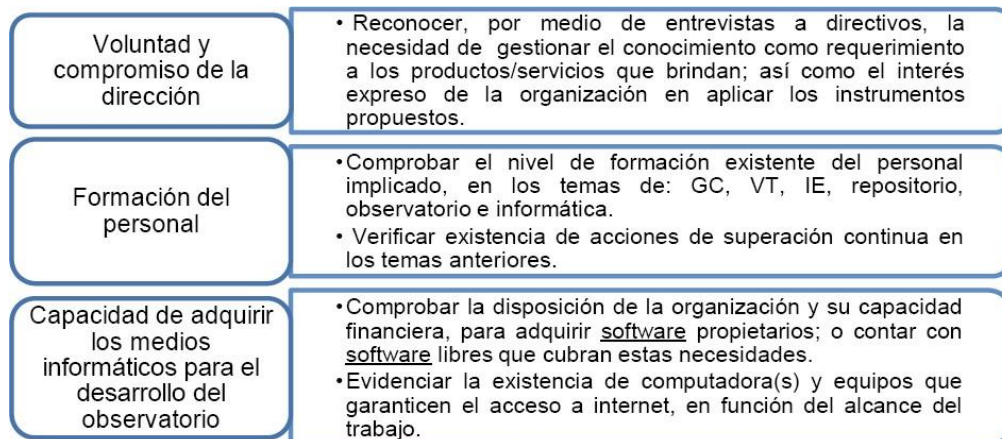 Voluntad y
compromiso de la
dirección
• Reconocer, por medio de entrevistas a directivos, la
necesidad de gestionar el conocimiento como requerimiento
a los productos/servicios que brindan; así como el interés
expreso de la organización en aplicar los instrumentos
propuestos.
Formación del
personal
•Comprobar el nivel de formación existente del personal
implicado, en los temas de: GC, VT, IE, repositorio,
observatorio e informática.
• Verificar existencia de acciones de superación continua en
los temas anteriores.
Capacidad de adquirir
los medios
informáticos para el
desarrollo del
observatorio
•Comprobar la disposición de la organización y su capacidad
financiera, para adquirir software propietarios; o contar con
software libres que cubran estas necesidades.
•Evidenciar la existencia de computadora(s) y equipos que
garanticen el acceso a internet, en función del alcance del
trabajo.